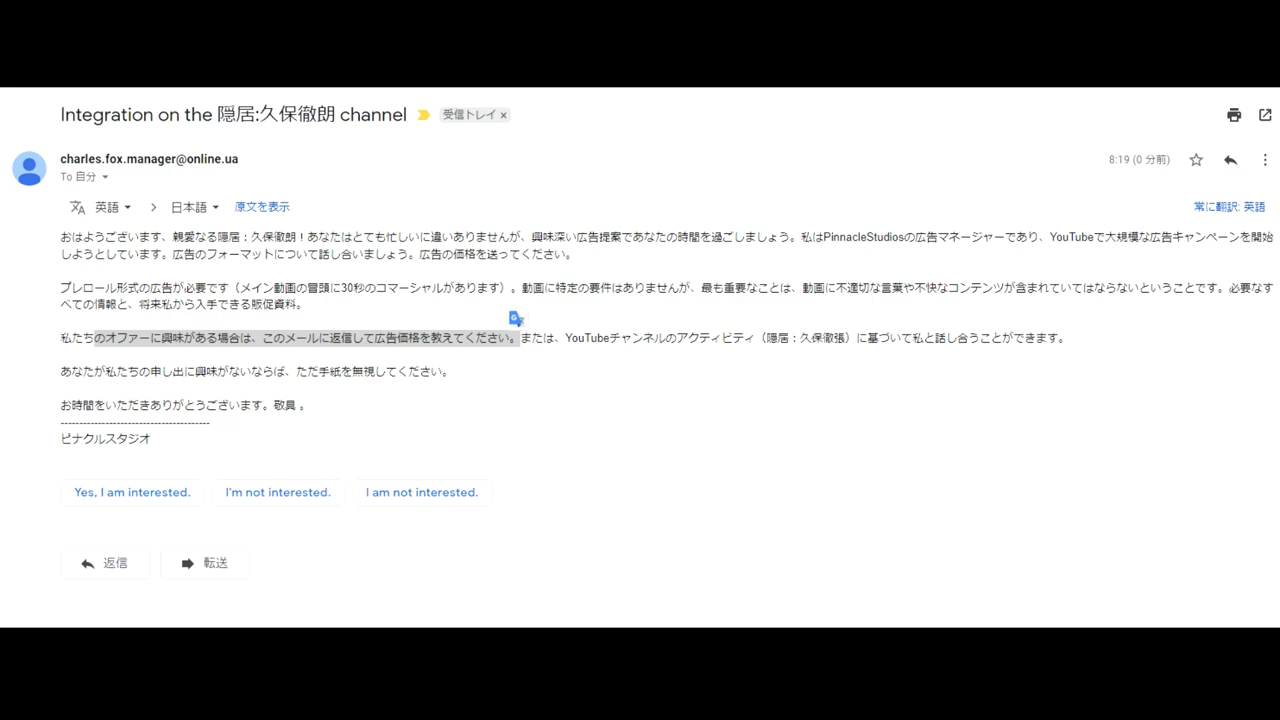 Integration on the 隠居:久保徹朗 channel 受信トレイ ×
charles.fox.manager@online.ua
8:19 (0 分前)
To 自分
英語 日本語 原文を表示
常に翻訳: 英語
おはようございます、親愛なる隠居：久保徹朗！あなたはとても忙しいに違いありませんが、興味深い広告提案であなたの時間を過ごしましょう。私はPinnacleStudiosの広告マネージャーであり、YouTubeで大規模な広告キャンペーンを開始
しようとしています。広告のフォーマットについて話し合いましょう。広告の価格を送ってください。
プレロール形式の広告が必要です（メイン動画の冒頭に30秒のコマーシャルがあります）。動画に特定の要件はありませんが、最も重要なことは、動画に不適切な言葉や不快なコンテンツが含まれていてはならないということです。必要なす
べての情報と、将来私から入手できる販促資料。
私たちのオファーに興味がある場合は、このメールに返信して広告価格を教えてください。または、YouTubeチャンネルのアクティビティ（隠居：久保徹張）に基づいて私と話し合うことができます。
あなたが私たちの申し出に興味がないならば、ただ手紙を無視してください。
お時間をいただきありがとうございます。敬具 。
----------------------------------------
ピナクルスタジオ
Yes, I am interested. I'm not interested. I am not interested.
返信 転送